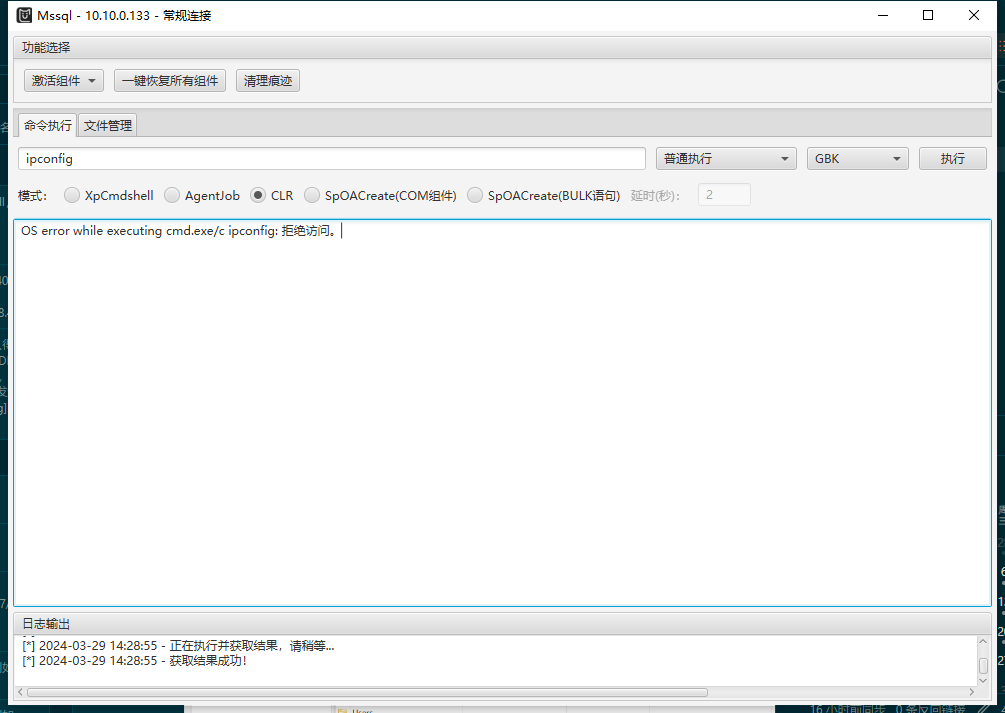 Mssql - 10.10.0.133 - 常规连接
功能选择
激活组件 一键恢复所有组件 清理痕迹
命令执行 文件管理
ipconfig 普通执行 GBK 执行
模式： XpCmdshell AgentJob CLR SpOACreate(COM组件) SpOACreate(BULK语句) 延时(秒)： 2
OS error while executing cmd.exe/c ipconfig: 拒绝访问。
日志输出
[*] 2024-03-29 14:28:55 - 正在执行并获取结果，请稍等...
[*] 2024-03-29 14:28:55 - 获取结果成功！